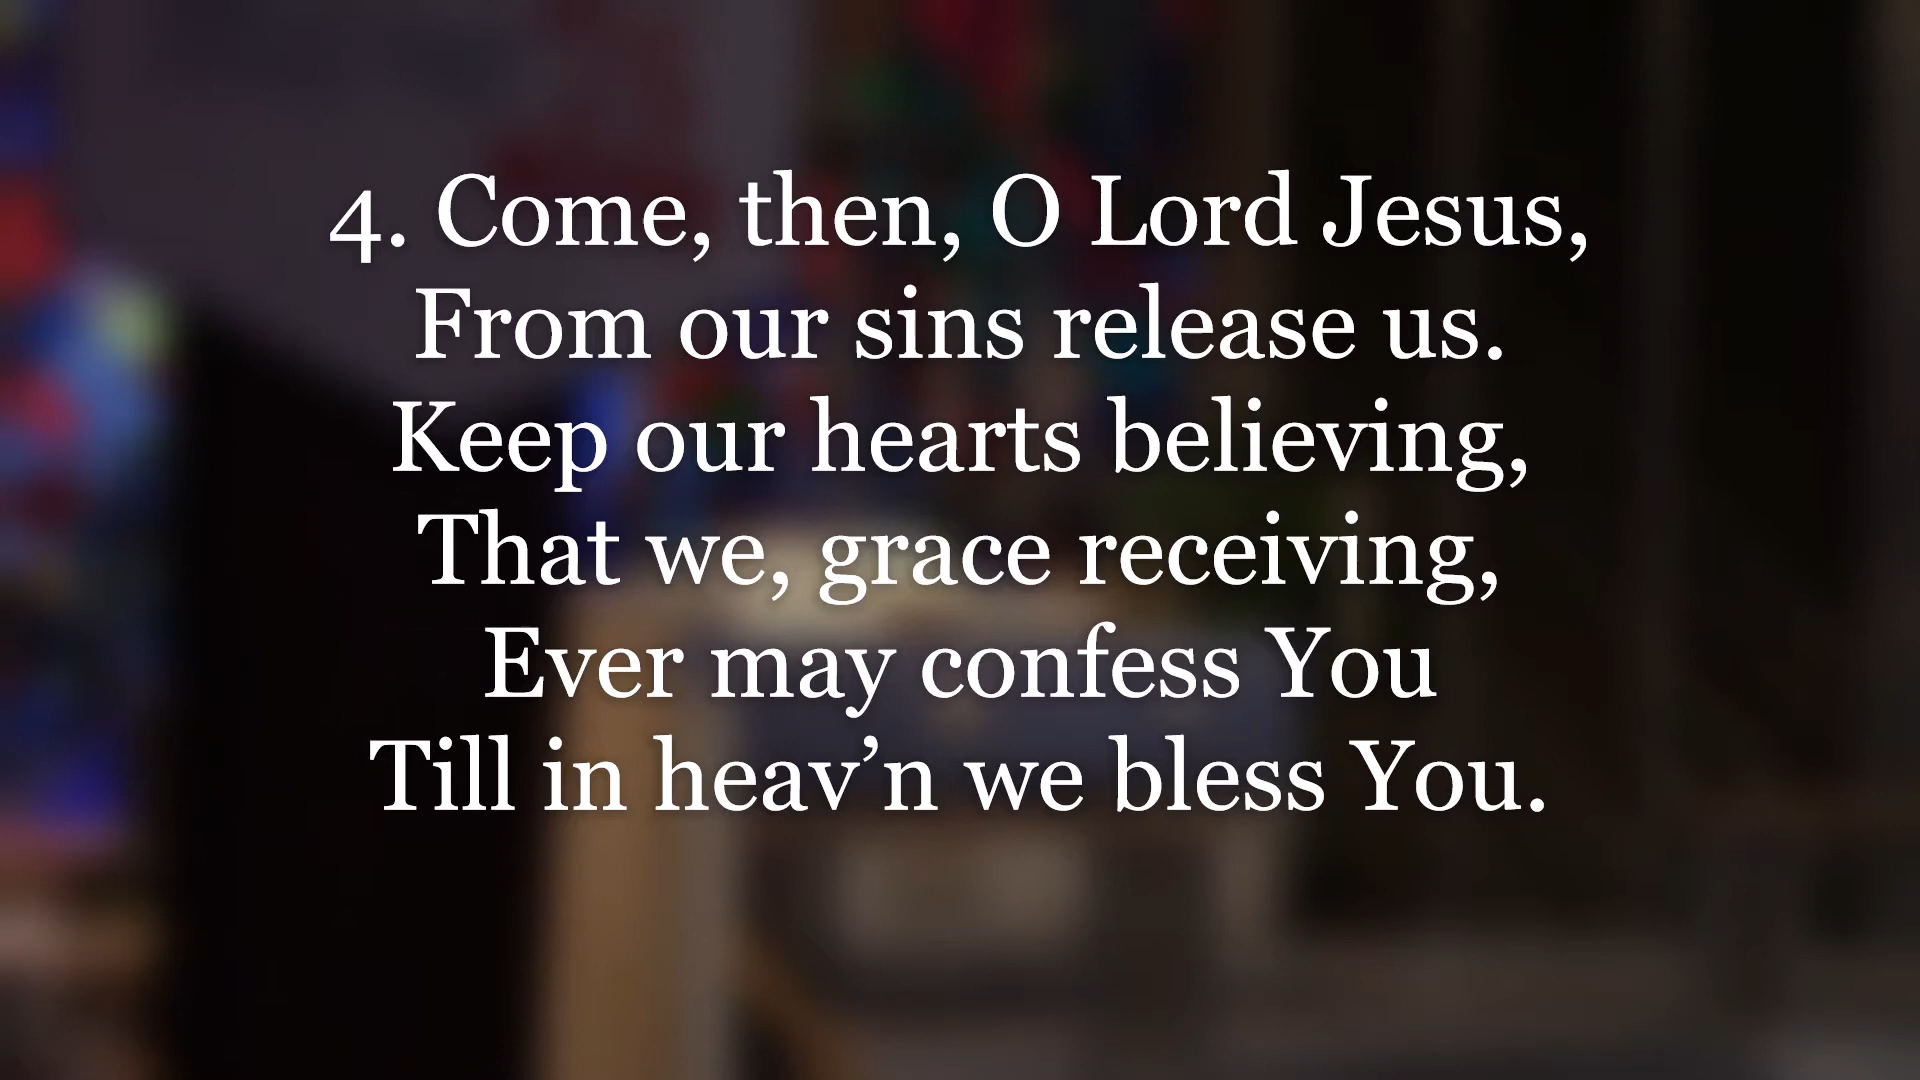 4. Come, then, O Lord Jesus,
From our sins release us.
Keep our hearts believing,
That we, grace receiving,
Ever may confess You
Till in heav’n we bless You.